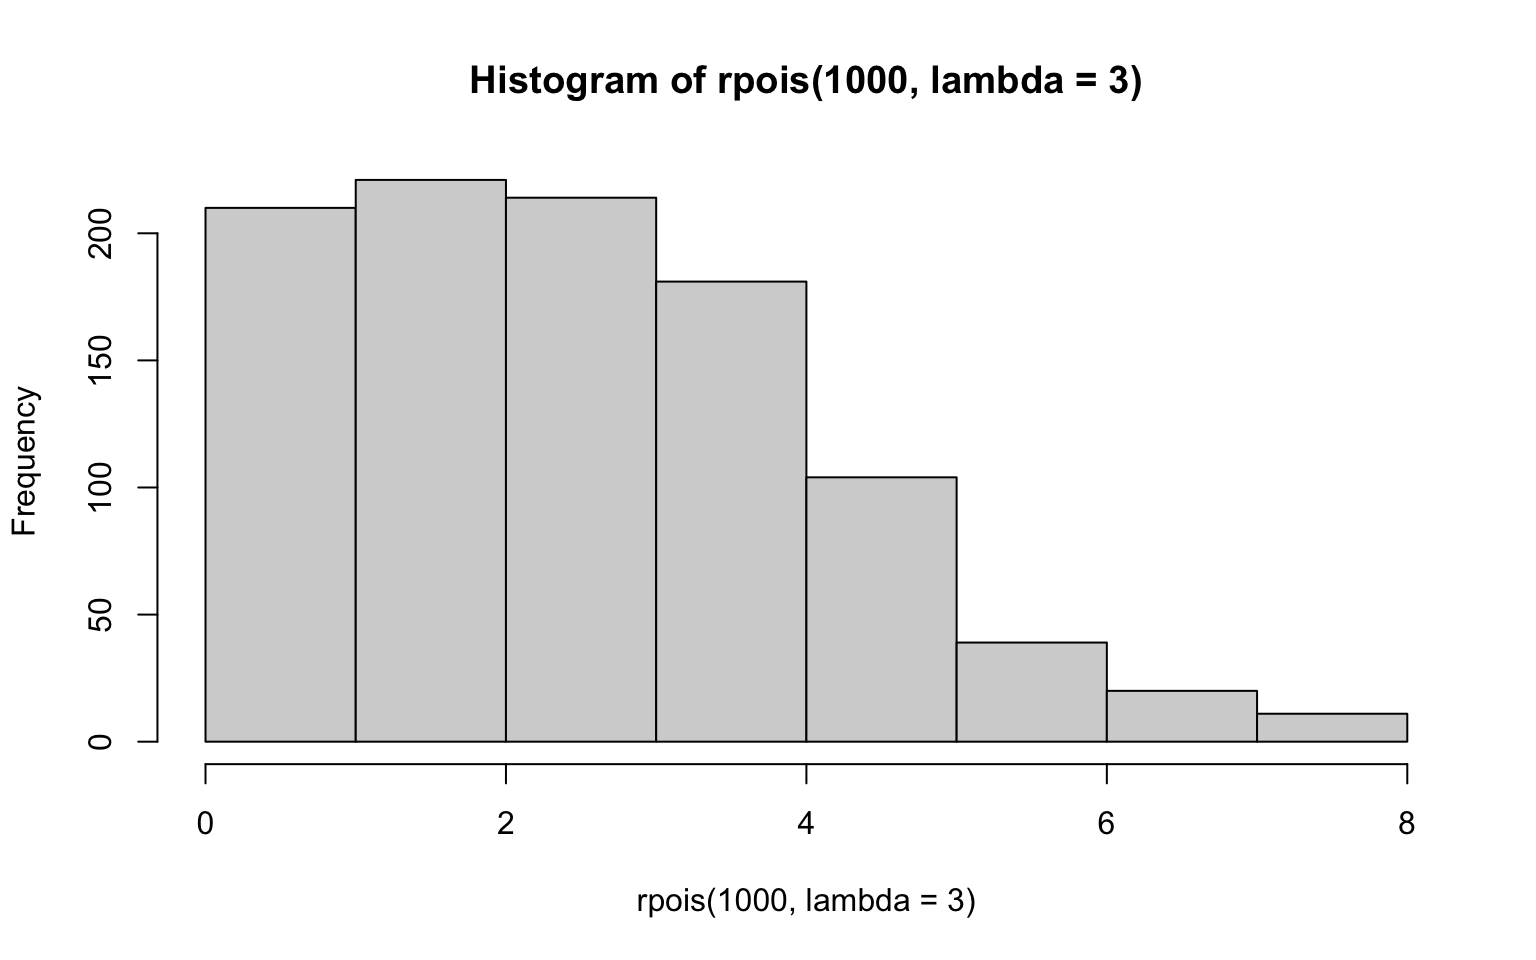 Histogram of rpois(1000, lambda = 3)
Frequency
200
150
100
50
0
0 2 4 6 8
rpois(1000, lambda = 3)